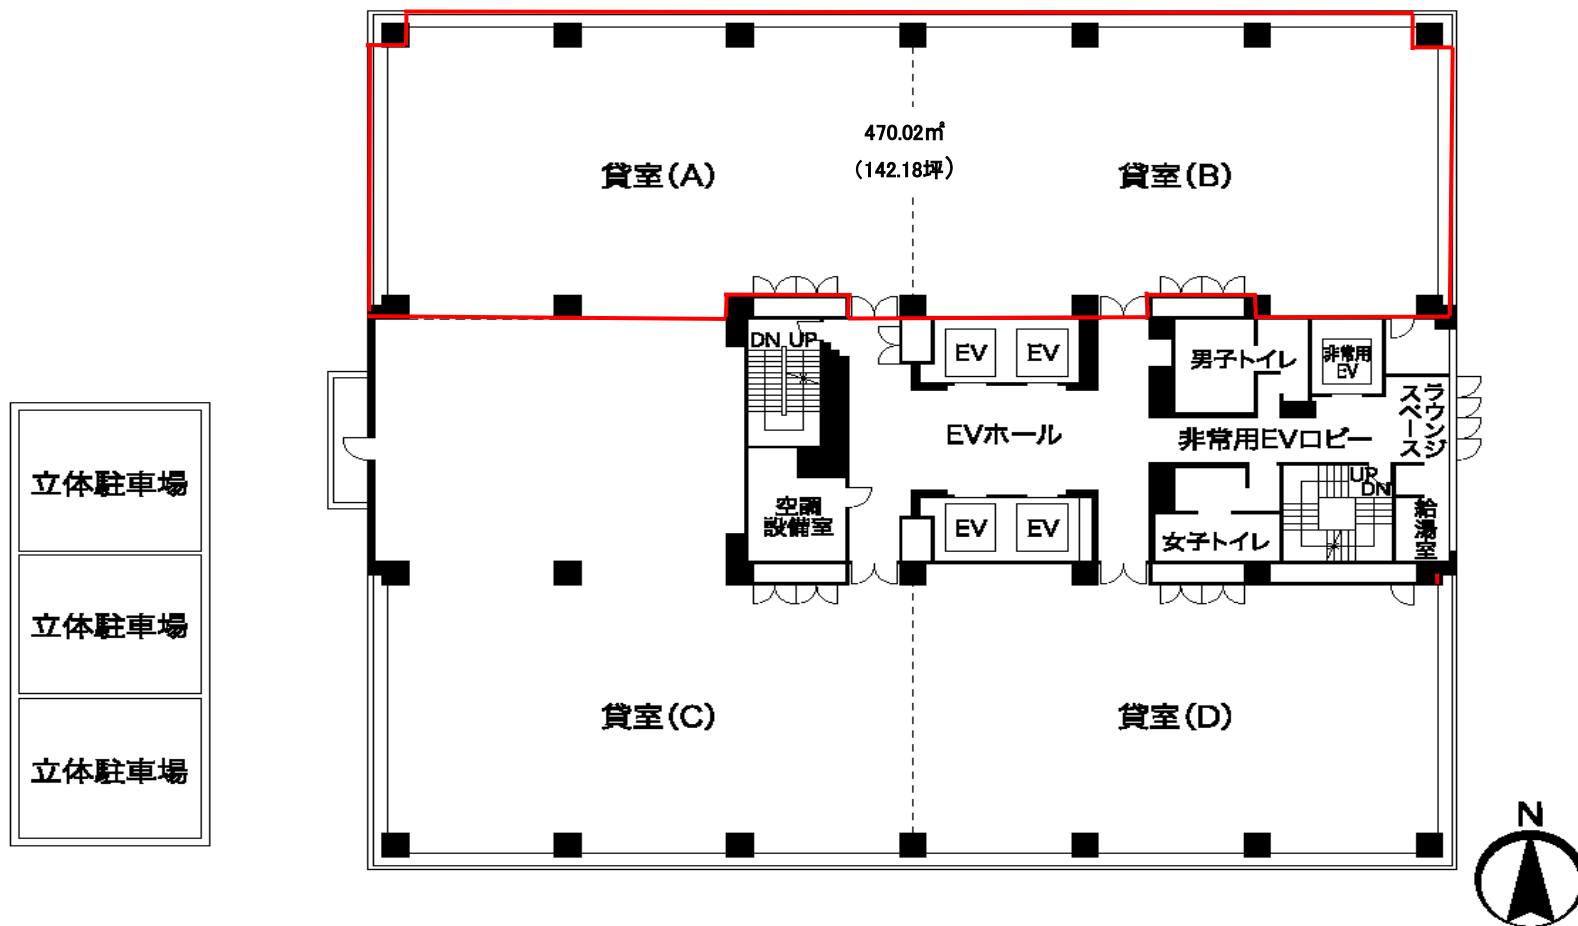 470.02㎡
(142.18坪)
貸室(A)
貸室(B)
DN UP
EV
EV
男子トイレ
非常用
EV
ラウンジ
スペース
EVホール
非常用EVロビー
UP
DN
立体駐車場
空調
設備室
EV
EV
女子トイレ
給湯室
立体駐車場
貸室(C)
貸室(D)
立体駐車場
N